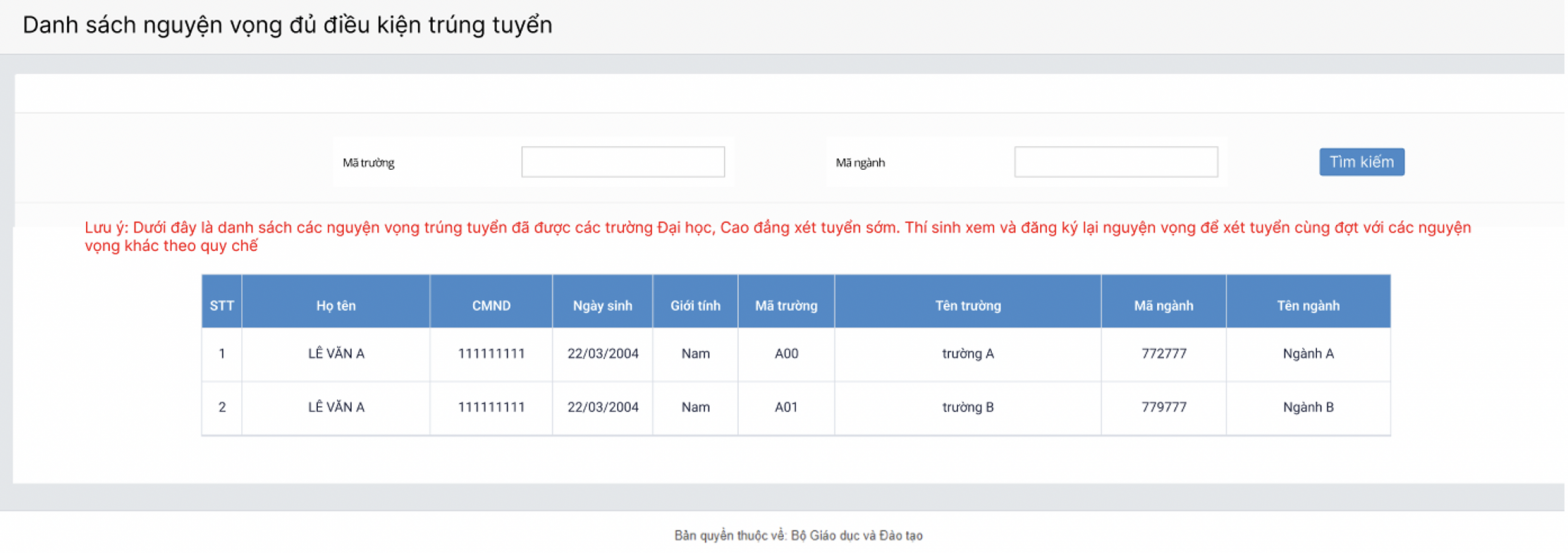 Danh sách nguyện vọng đủ điều kiện trúng tuyển
Mã trường Mã ngành Tìm kiếm
Lưu ý: Dưới đây là danh sách các nguyện vọng trúng tuyển đã được các trường Đại học, Cao đẳng xét tuyển sớm. Thí sinh xem và đăng ký lại nguyện vọng để xét tuyển cùng đợt với các nguyện
vọng khác theo quy chế
STT Họ tên CMND Ngày sinh Giới tính Mã trường Tên trường Mã ngành Tên ngành
1 LÊ VĂN A 111111111 22/03/2004 Nam A00 trường A 772777 Ngành A
2 LÊ VĂN A 111111111 22/03/2004 Nam A01 trường B 779777 Ngành B
Bản quyền thuộc về: Bộ Giáo dục và Đào tạo